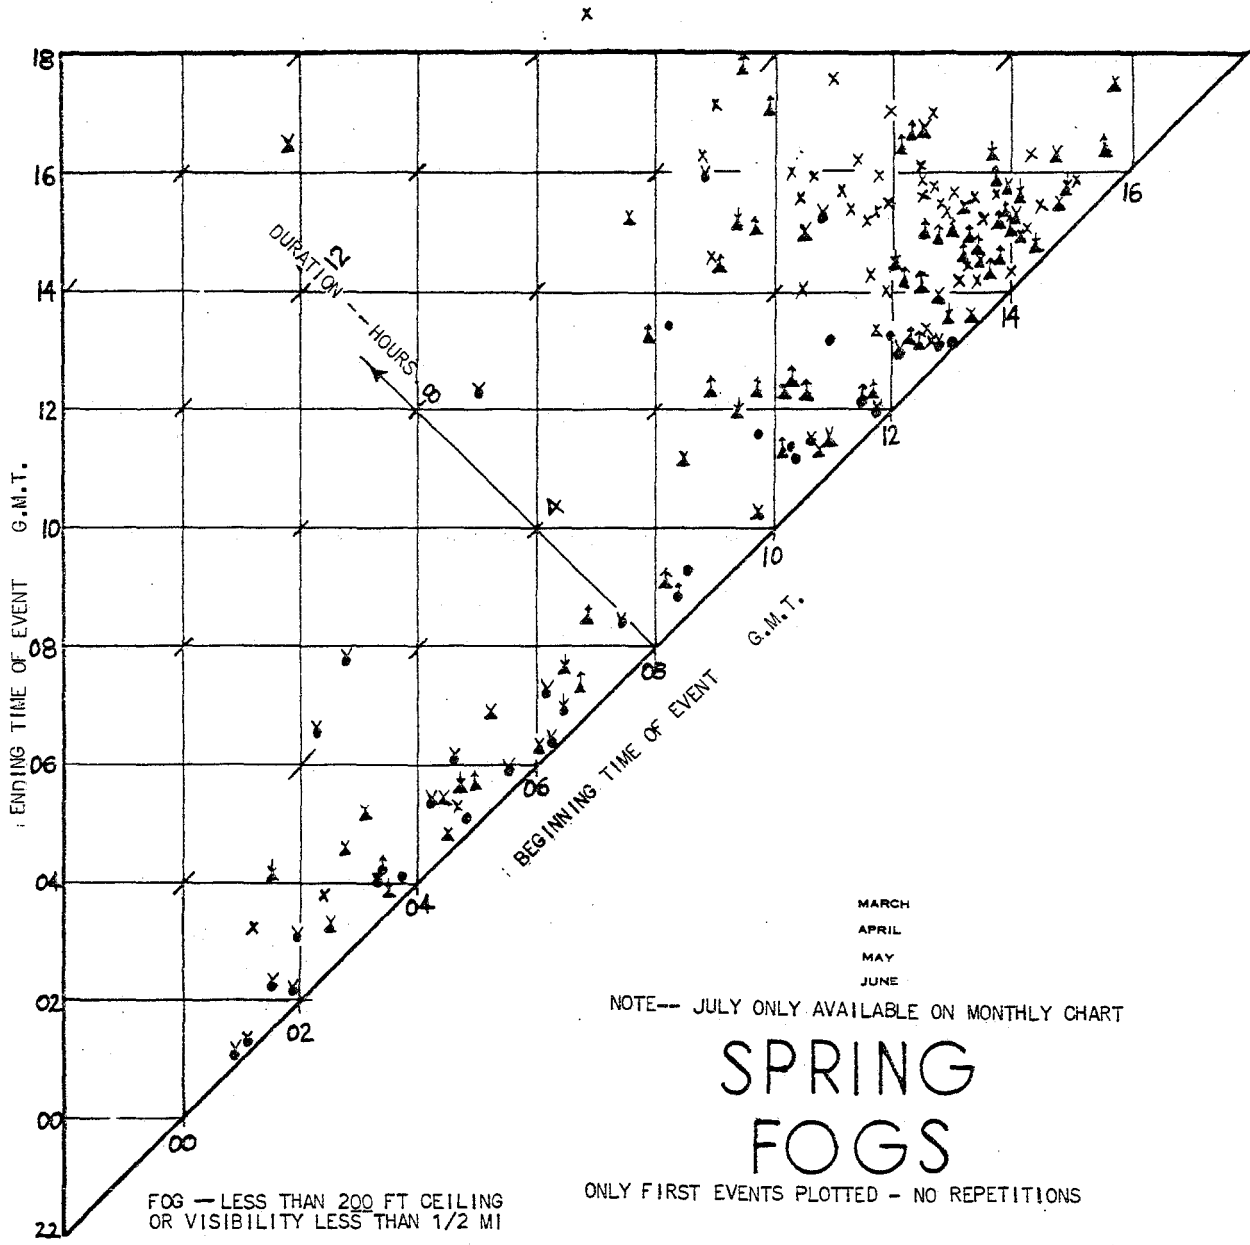 18
16
14
12
10
08
06
04
02
00
22
ENDING TIME OF EVENT G.M.T.
DURATION -- HOURS
12
8
4
16
14
12
10
08
06
04
02
00
BEGINNING TIME OF EVENT G.M.T.
MARCH
APRIL
MAY
JUNE
NOTE-- JULY ONLY AVAILABLE ON MONTHLY CHART
SPRING
FOGS
ONLY FIRST EVENTS PLOTTED - NO REPETITIONS
FOG - LESS THAN 200 FT CEILING
OR VISIBILITY LESS THAN 1/2 MI